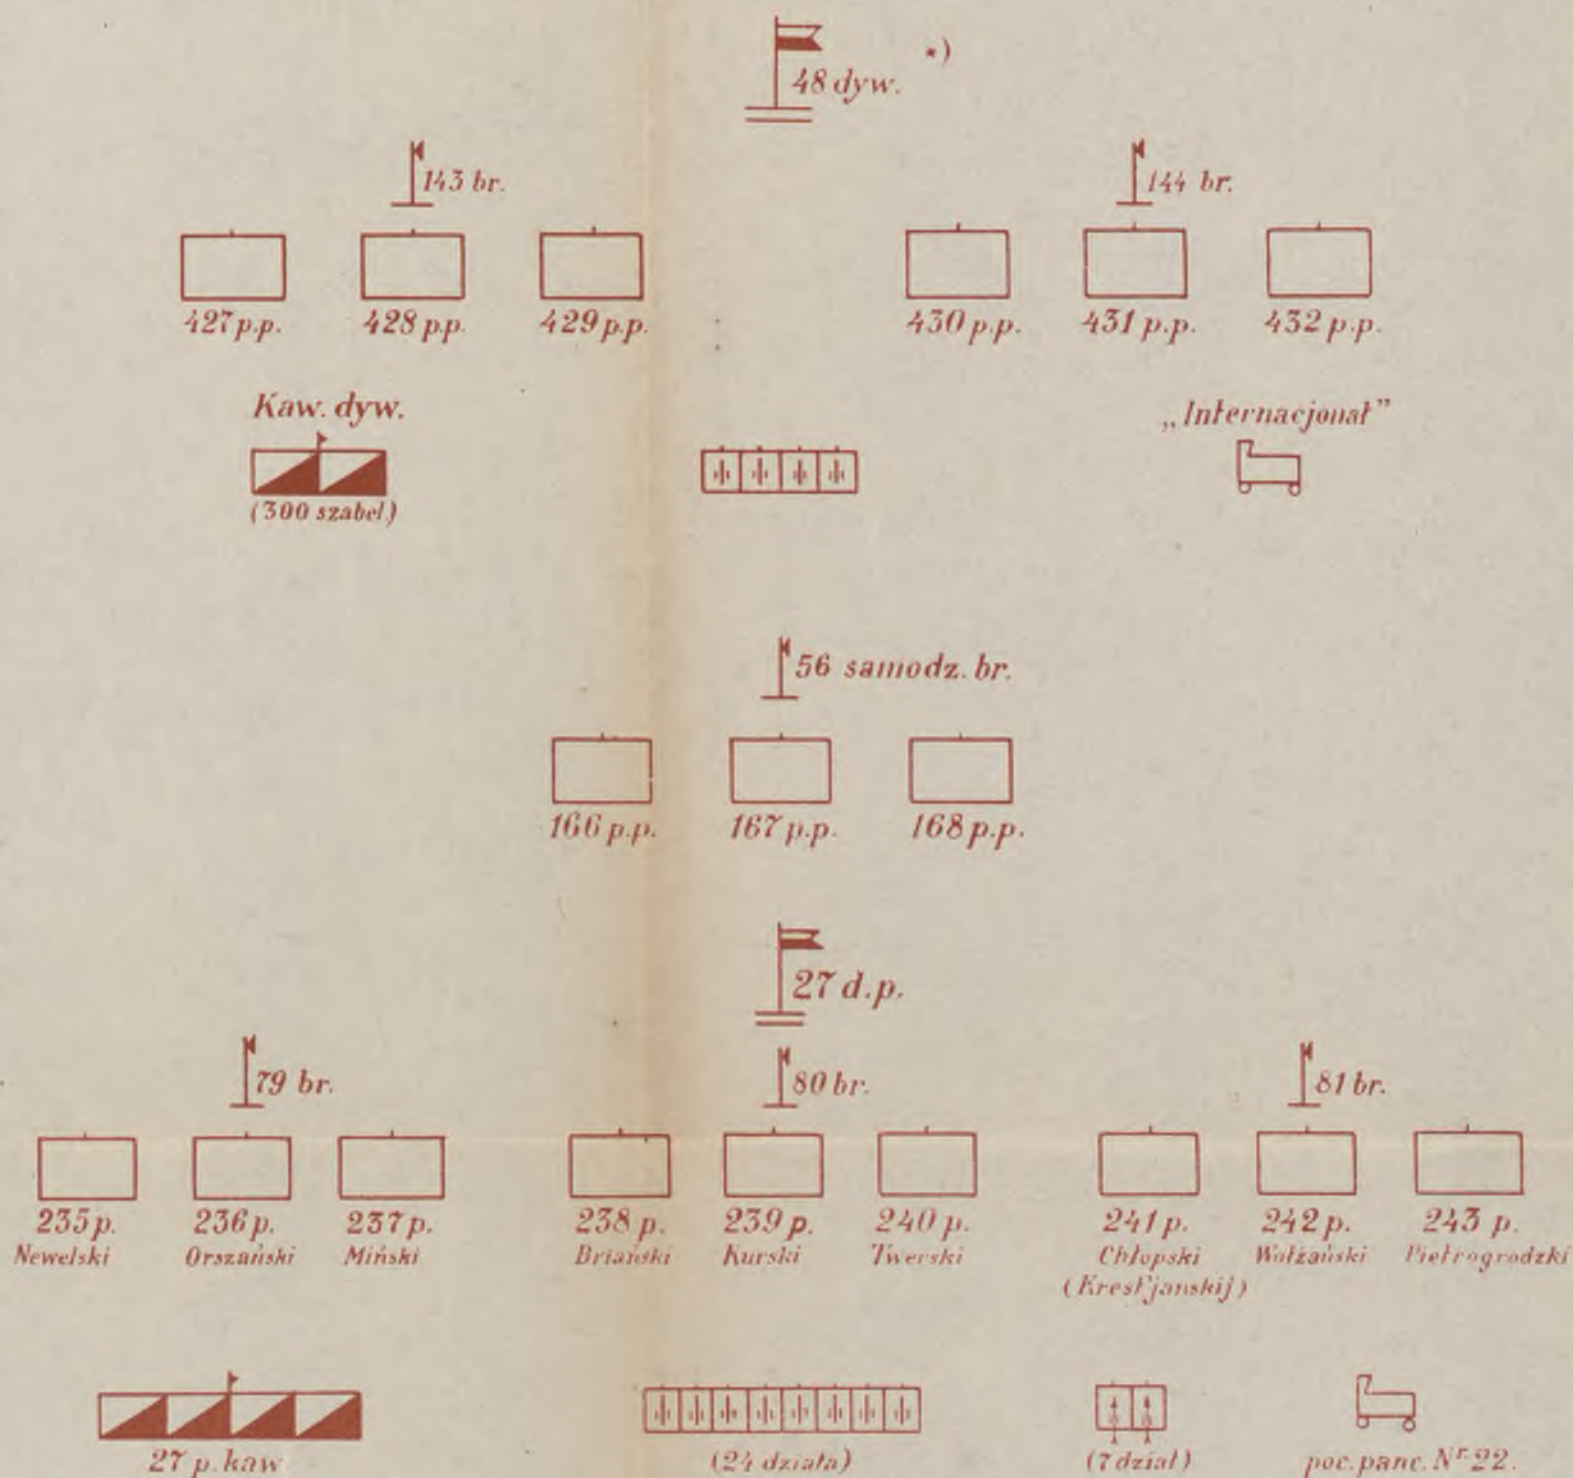 48 dyw. *)
143 br.
144 br.
427 p.p.
428 p.p.
429 p.p.
430 p.p.
431 p.p.
432 p.p.
Kaw. dyw.
(300 szabel)
„Internacjonał”
56 samodz. br.
166 p.p.
167 p.p.
168 p.p.
27 d.p.
79 br.
80 br.
81 br.
235 p.
Newelski
236 p.
Orszański
237 p.
Miński
238 p.
Briański
239 p.
Kurski
240 p.
Twerski
241 p.
Chłopski
(Krest'janskij)
242 p.
Wołżański
243 p.
Piełrogrodzki
27 p. kaw
(24 działa)
(7 dział)
poc. panc. Nr. 22.